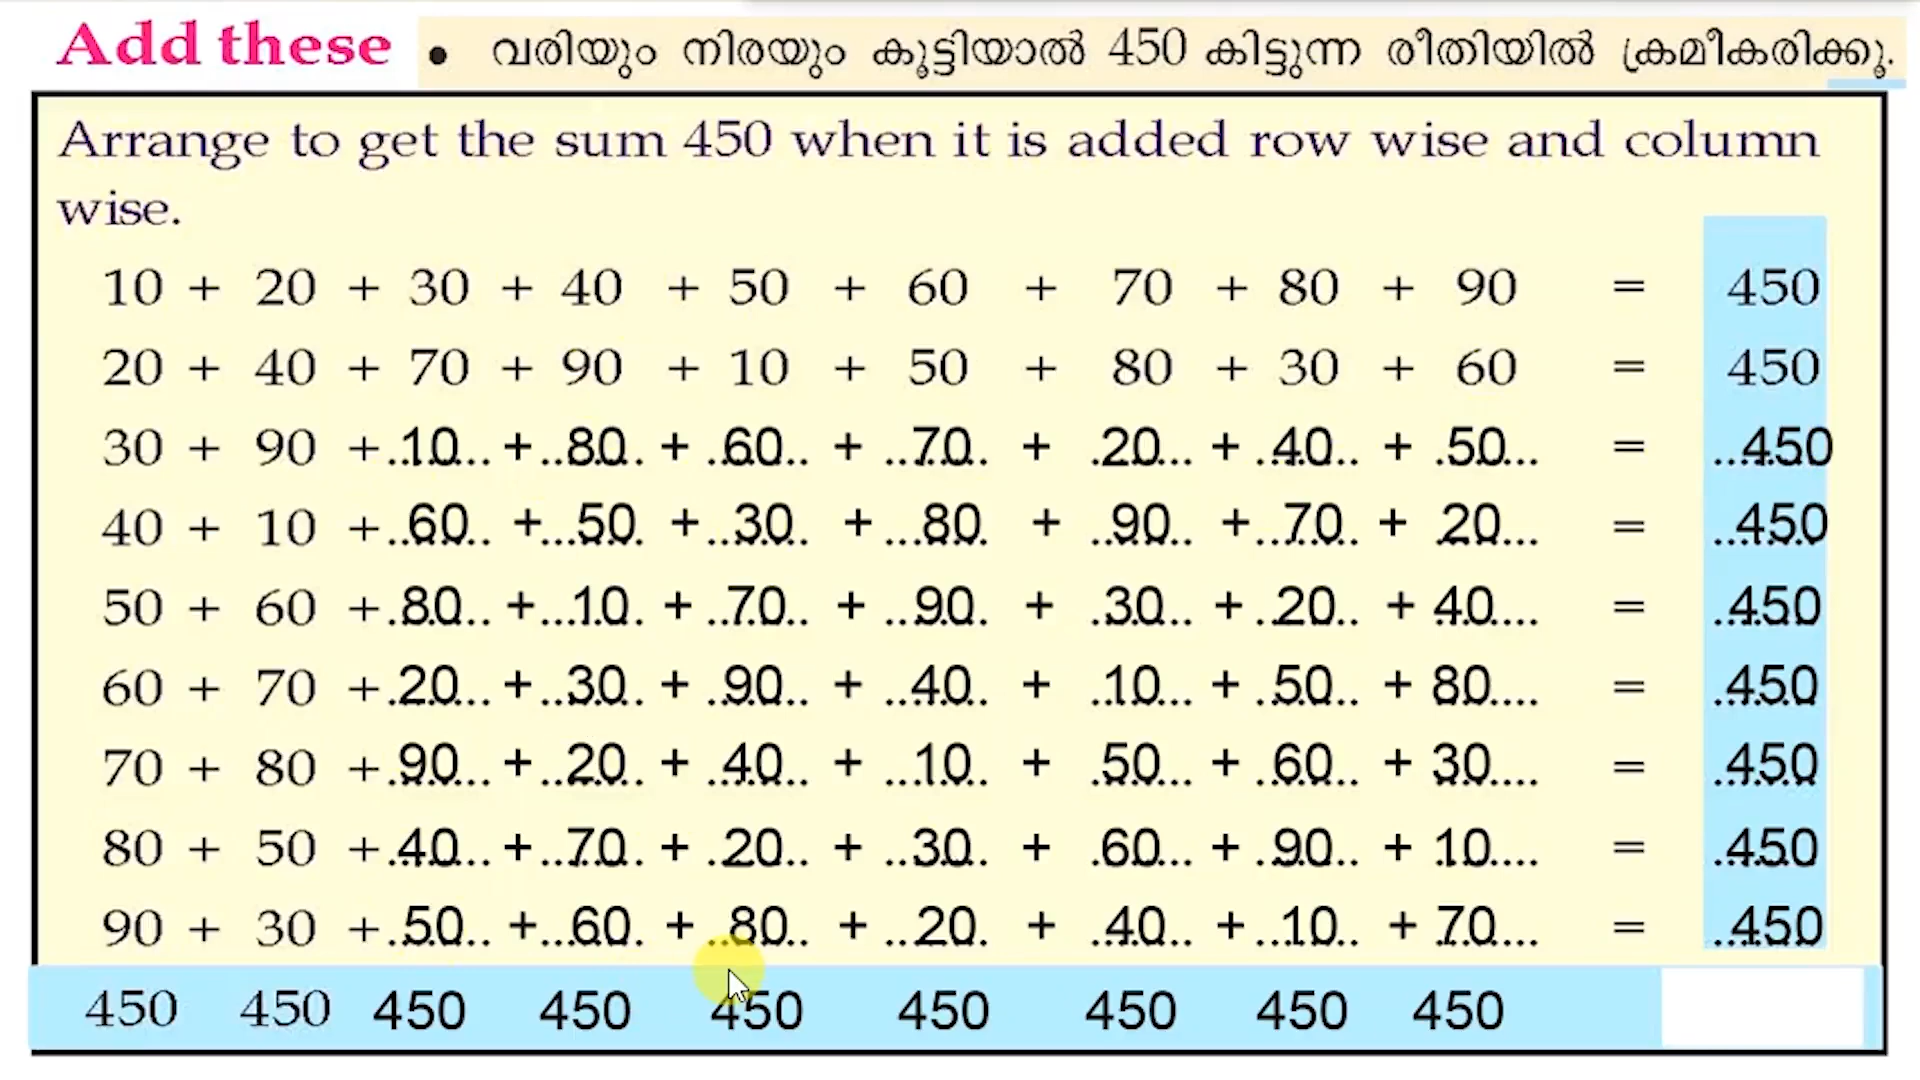 Add these • വരിയും നിരയും കൂട്ടിയാൽ 450 കിട്ടുന്ന രീതിയിൽ ക്രമീകരിക്കൂ.
Arrange to get the sum 450 when it is added row wise and column
wise.
10 + 20 + 30 + 40 + 50 + 60 + 70 + 80 + 90 = 450
20 + 40 + 70 + 90 + 10 + 50 + 80 + 30 + 60 = 450
30 + 90 + 10 + 80 + 60 + 70 + 20 + 40 + 50 = 450
40 + 10 + 60 + 50 + 30 + 80 + 90 + 70 + 20 = 450
50 + 60 + 80 + 10 + 70 + 90 + 30 + 20 + 40 = 450
60 + 70 + 20 + 30 + 90 + 40 + 10 + 50 + 80 = 450
70 + 80 + 90 + 20 + 40 + 10 + 50 + 60 + 30 = 450
80 + 50 + 40 + 70 + 20 + 30 + 60 + 90 + 10 = 450
90 + 30 + 50 + 60 + 80 + 20 + 40 + 10 + 70 = 450
450 450 450 450 450 450 450 450 450